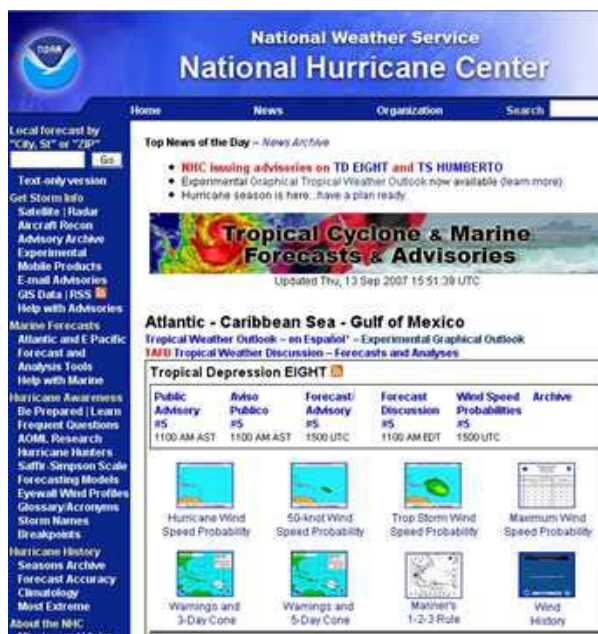 NOAA
National Weather Service
National Hurricane Center
Home News Organization Search
Local forecast by
"City, St" or "ZIP"
Go
Text only version
Get Storm Info
Satellite | Radar
Aircraft Recon
Advisory Archive
Experimental
Mobile Products
E-mail Advisories
GIS Data | RSS
Help with Advisories
Marine Forecasts
Atlantic and E Pacific
Forecast and
Analysis Tools
Help with Marine
Hurricane Awareness
Be Prepared | Learn
Frequent Questions
AOML Research
Hurricane Hunters
Saffir-Simpson Scale
Forecasting Models
Eyewall Wind Profiles
Glossary/Acronyms
Storm Names
Breakpoints
Hurricane History
Seasons Archive
Forecast Accuracy
Climatology
Most Extreme
About the NHC
Top News of the Day - News Archive
NHC issuing advisories on TD EIGHT and TS HUMBERTO
Experimental Graphical Tropical Weather Outlook now available (learn more)
Hurricane season is here...have a plan ready.
Tropical Cyclone & Marine
Forecasts & Advisories
Updated Thu, 13 Sep 2007 15:51:39 UTC
Atlantic - Caribbean Sea - Gulf of Mexico
Tropical Weather Outlook - en Español* - Experimental Graphical Outlook
TAFB Tropical Weather Discussion - Forecasts and Analyses
Tropical Depression EIGHT
Public Aviso Forecast/ Forecast Wind Speed Archive
Advisory Publico Advisory Discussion Probabilities
#5 #5 #5 #5 #5
1100 AM AST 1100 AM AST 1500 UTC 1100 AM EDT 1500 UTC
Hurricane Wind 50-knot Wind Trop Storm Wind Maximum Wind
Speed Probability Speed Probability Speed Probability Speed Probability
Warnings and Warnings and Mariner's Wind
3-Day Cone 5-Day Cone 1-2-3 Rule History